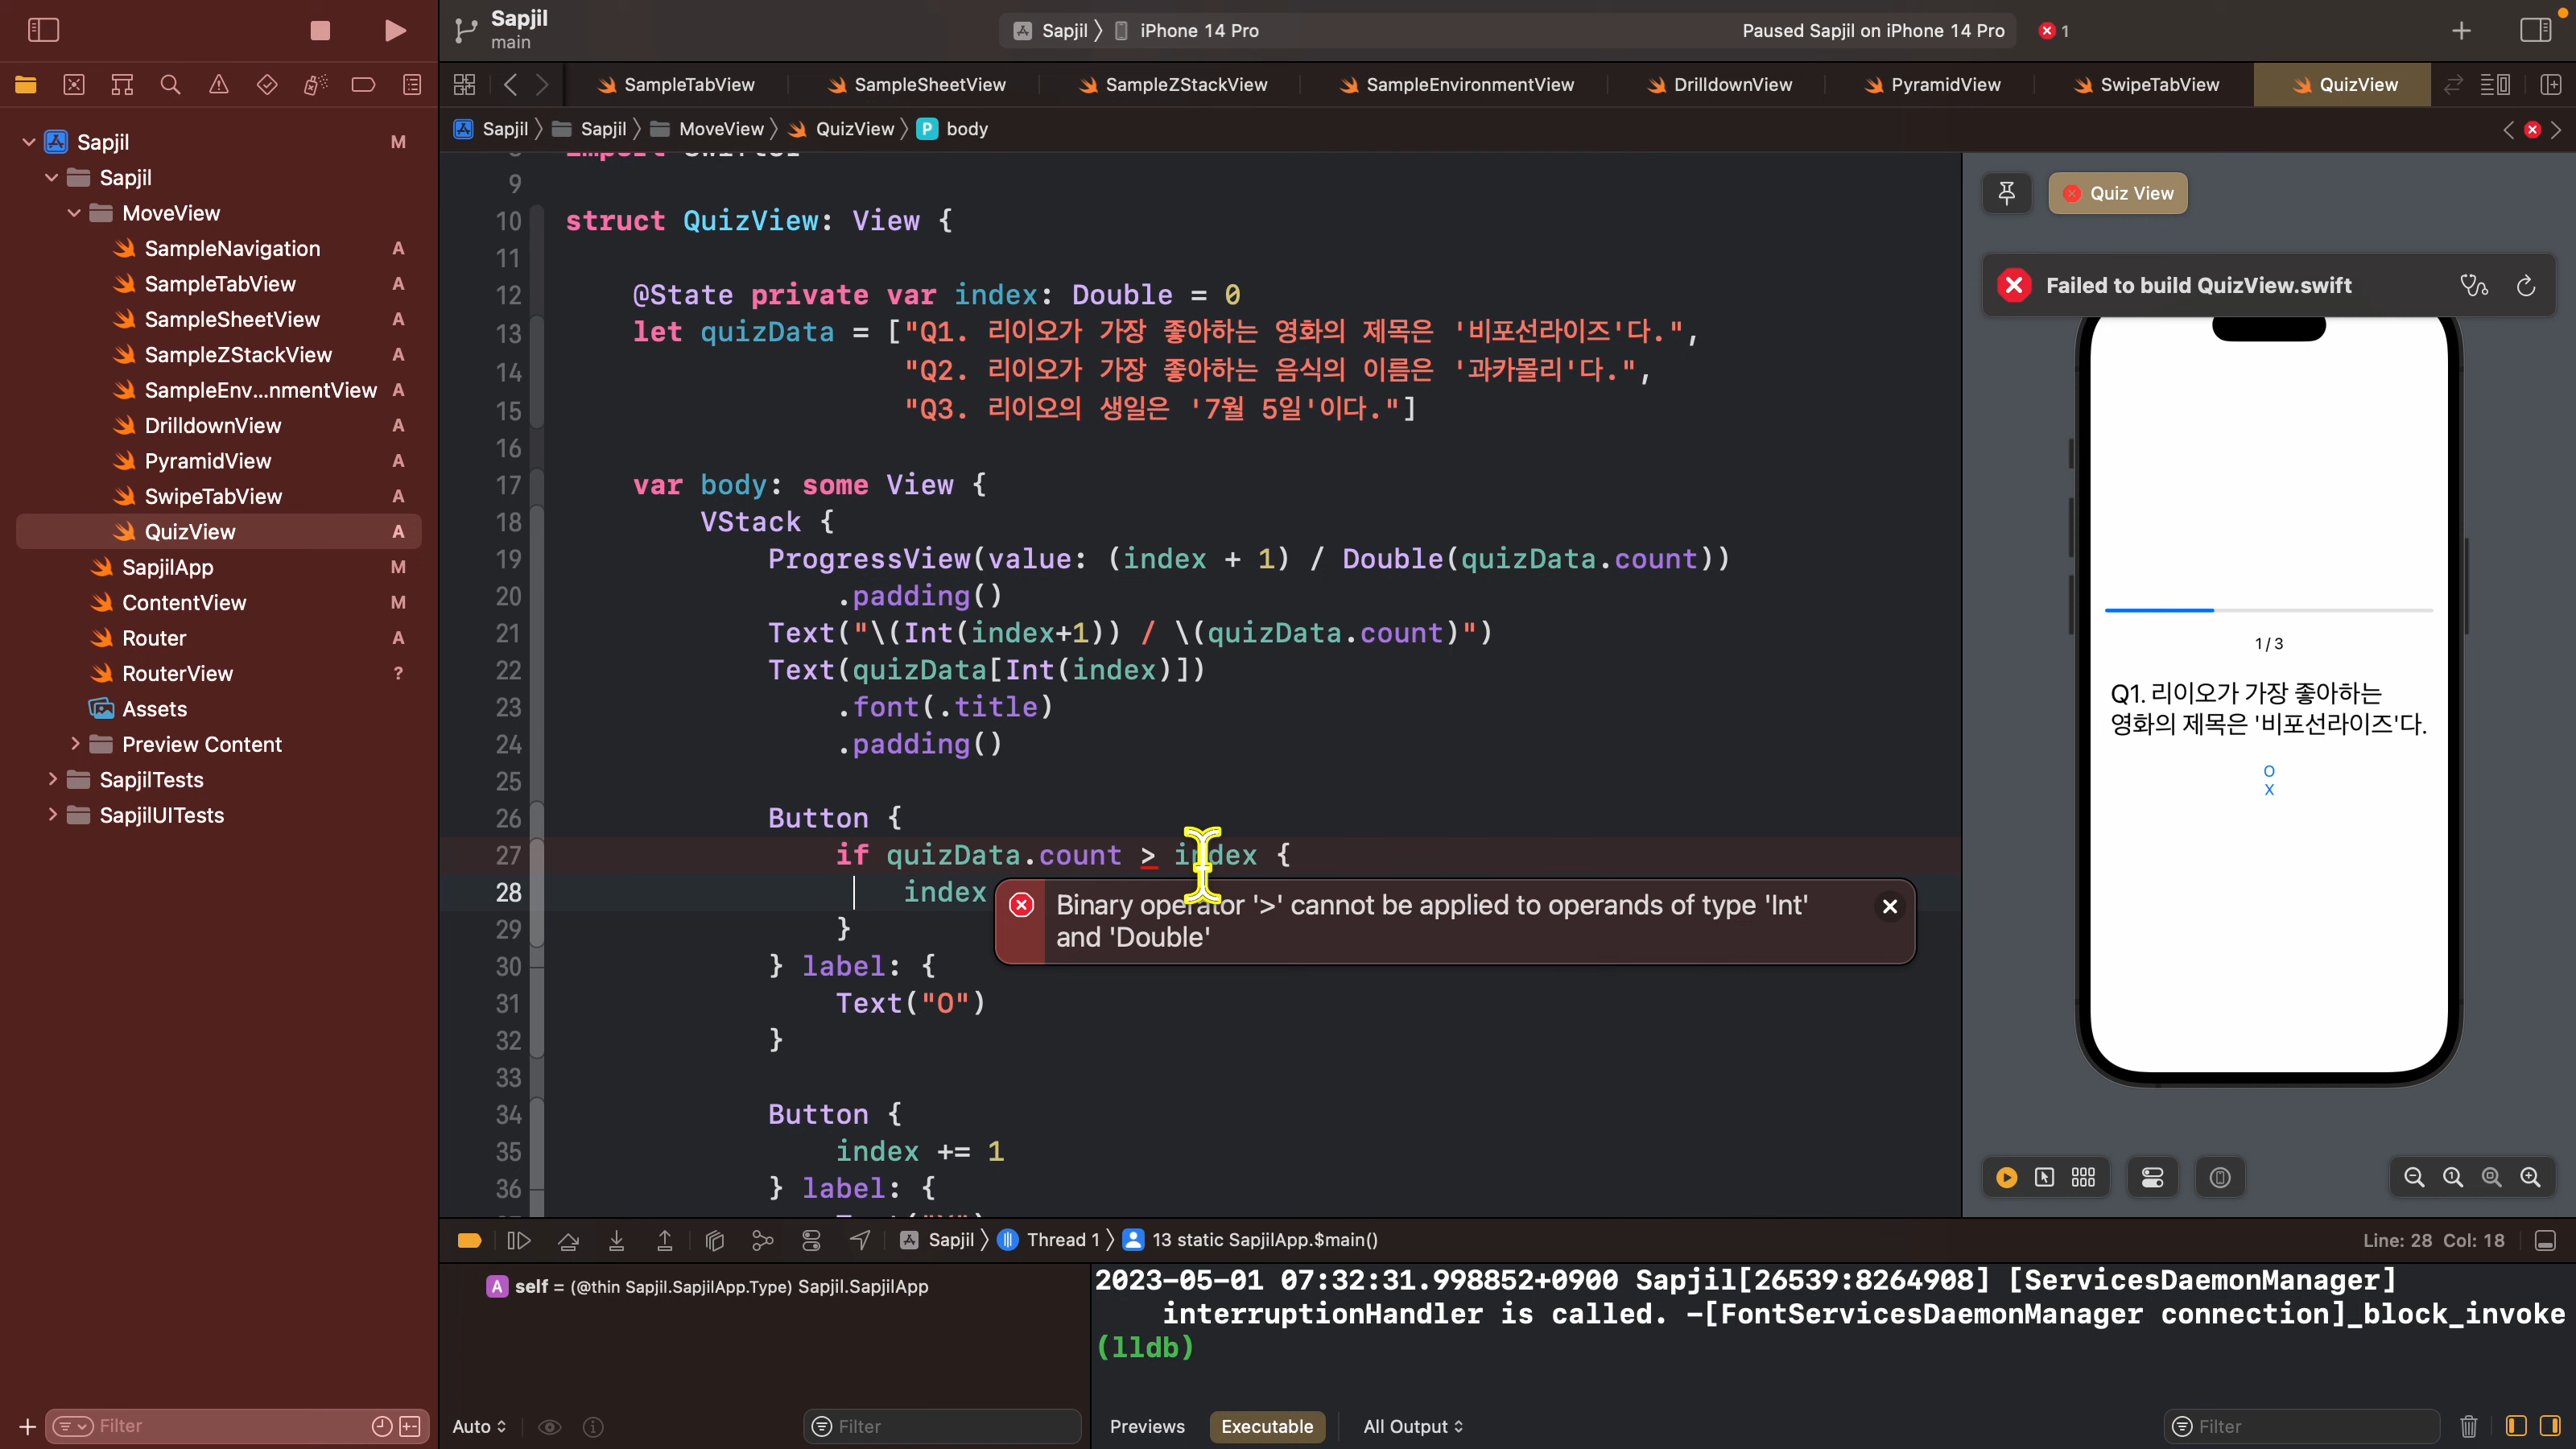 Sapjil
main
Sapjil
iPhone 14 Pro
Paused Sapjil on iPhone 14 Pro
1
SampleTabView
SampleSheetView
SampleZStackView
SampleEnvironmentView
DrilldownView
PyramidView
SwipeTabView
QuizView
Sapjil
Sapjil
MoveView
QuizView
P
body
Sapjil M
Sapjil
MoveView
SampleNavigation A
SampleTabView A
SampleSheetView A
SampleZStackView A
SampleEnv...nmentView A
DrilldownView A
PyramidView A
SwipeTabView A
QuizView A
SapjilApp M
ContentView M
Router A
RouterView ?
Assets
Preview Content
SapjilTests
SapjilUITests
Filter
9
10 struct QuizView: View {
11
12 @State private var index: Double = 0
13 let quizData = ["Q1. 리이오가 가장 좋아하는 영화의 제목은 '비포선라이즈'다.",
14 "Q2. 리이오가 가장 좋아하는 음식의 이름은 '과카몰리'다.",
15 "Q3. 리이오의 생일은 '7월 5일'이다."]
16
17 var body: some View {
18 VStack {
19 ProgressView(value: (index + 1) / Double(quizData.count))
20 .padding()
21 Text("\(Int(index+1)) / \(quizData.count)")
22 Text(quizData[Int(index)])
23 .font(.title)
24 .padding()
25
26 Button {
27 if quizData.count > index {
28 index
Binary operator '>' cannot be applied to operands of type 'Int'
and 'Double'
29 }
30 } label: {
31 Text("O")
32 }
33
34 Button {
35 index += 1
36 } label: {
Quiz View
Failed to build QuizView.swift
1 / 3
Q1. 리이오가 가장 좋아하는
영화의 제목은 '비포선라이즈'다.
O
X
Sapjil
Thread 1
13 static SapjilApp.$main()
Line: 28 Col: 18
A self = (@thin Sapjil.SapjilApp.Type) Sapjil.SapjilApp
2023-05-01 07:32:31.998852+0900 Sapjil[26539:8264908] [ServicesDaemonManager]
interruptionHandler is called. -[FontServicesDaemonManager connection]_block_invoke
(lldb)
Auto
Filter
Previews
Executable
All Output
Filter